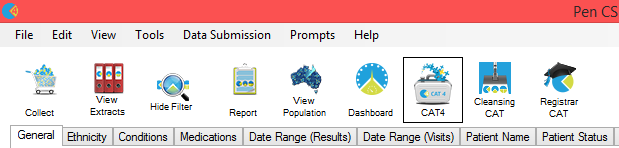 Pen CS
File Edit View Tools Data Submission Prompts Help
CAT 4
Collect View Extracts Hide Filter Report View Population Dashboard CAT4 Cleansing CAT Registrar CAT
General Ethnicity Conditions Medications Date Range (Results) Date Range (Visits) Patient Name Patient Status